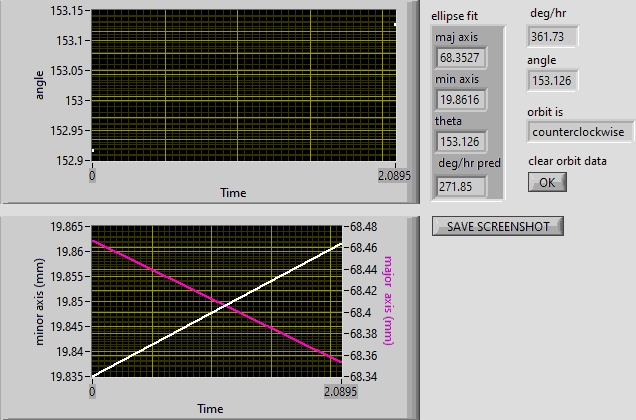 153.15
153.1
153.05
153
152.95
152.9
angle
0
2.0895
Time
ellipse fit
maj axis
68.3527
min axis
19.8616
theta
153.126
deg/hr pred
271.85
deg/hr
361.73
angle
153.126
orbit is
counterclockwise
clear orbit data
OK
SAVE SCREENSHOT
19.865
19.86
19.855
19.85
19.845
19.84
19.835
minor axis (mm)
68.48
68.46
68.44
68.42
68.4
68.38
68.36
68.34
major axis (mm)
0
2.0895
Time